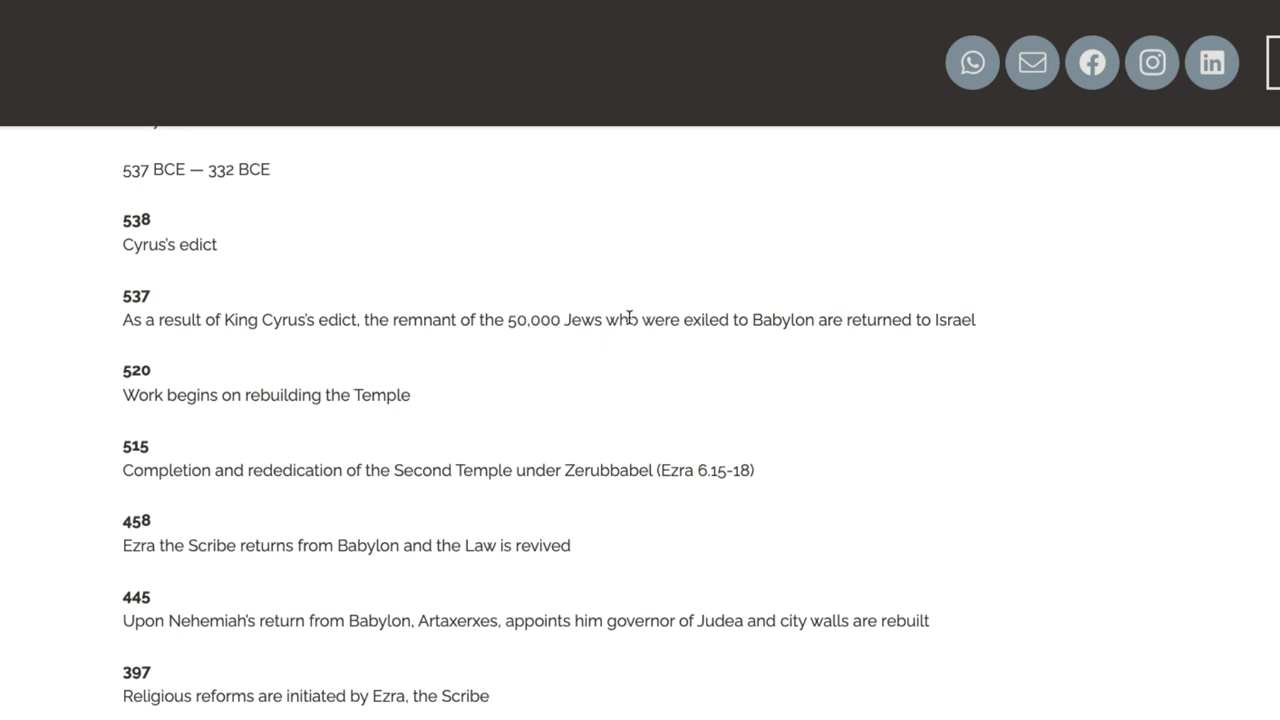 537 BCE — 332 BCE
538
Cyrus's edict
537
As a result of King Cyrus's edict, the remnant of the 50,000 Jews who were exiled to Babylon are returned to Israel
520
Work begins on rebuilding the Temple
515
Completion and rededication of the Second Temple under Zerubbabel (Ezra 6.15-18)
458
Ezra the Scribe returns from Babylon and the Law is revived
445
Upon Nehemiah's return from Babylon, Artaxerxes, appoints him governor of Judea and city walls are rebuilt
397
Religious reforms are initiated by Ezra, the Scribe